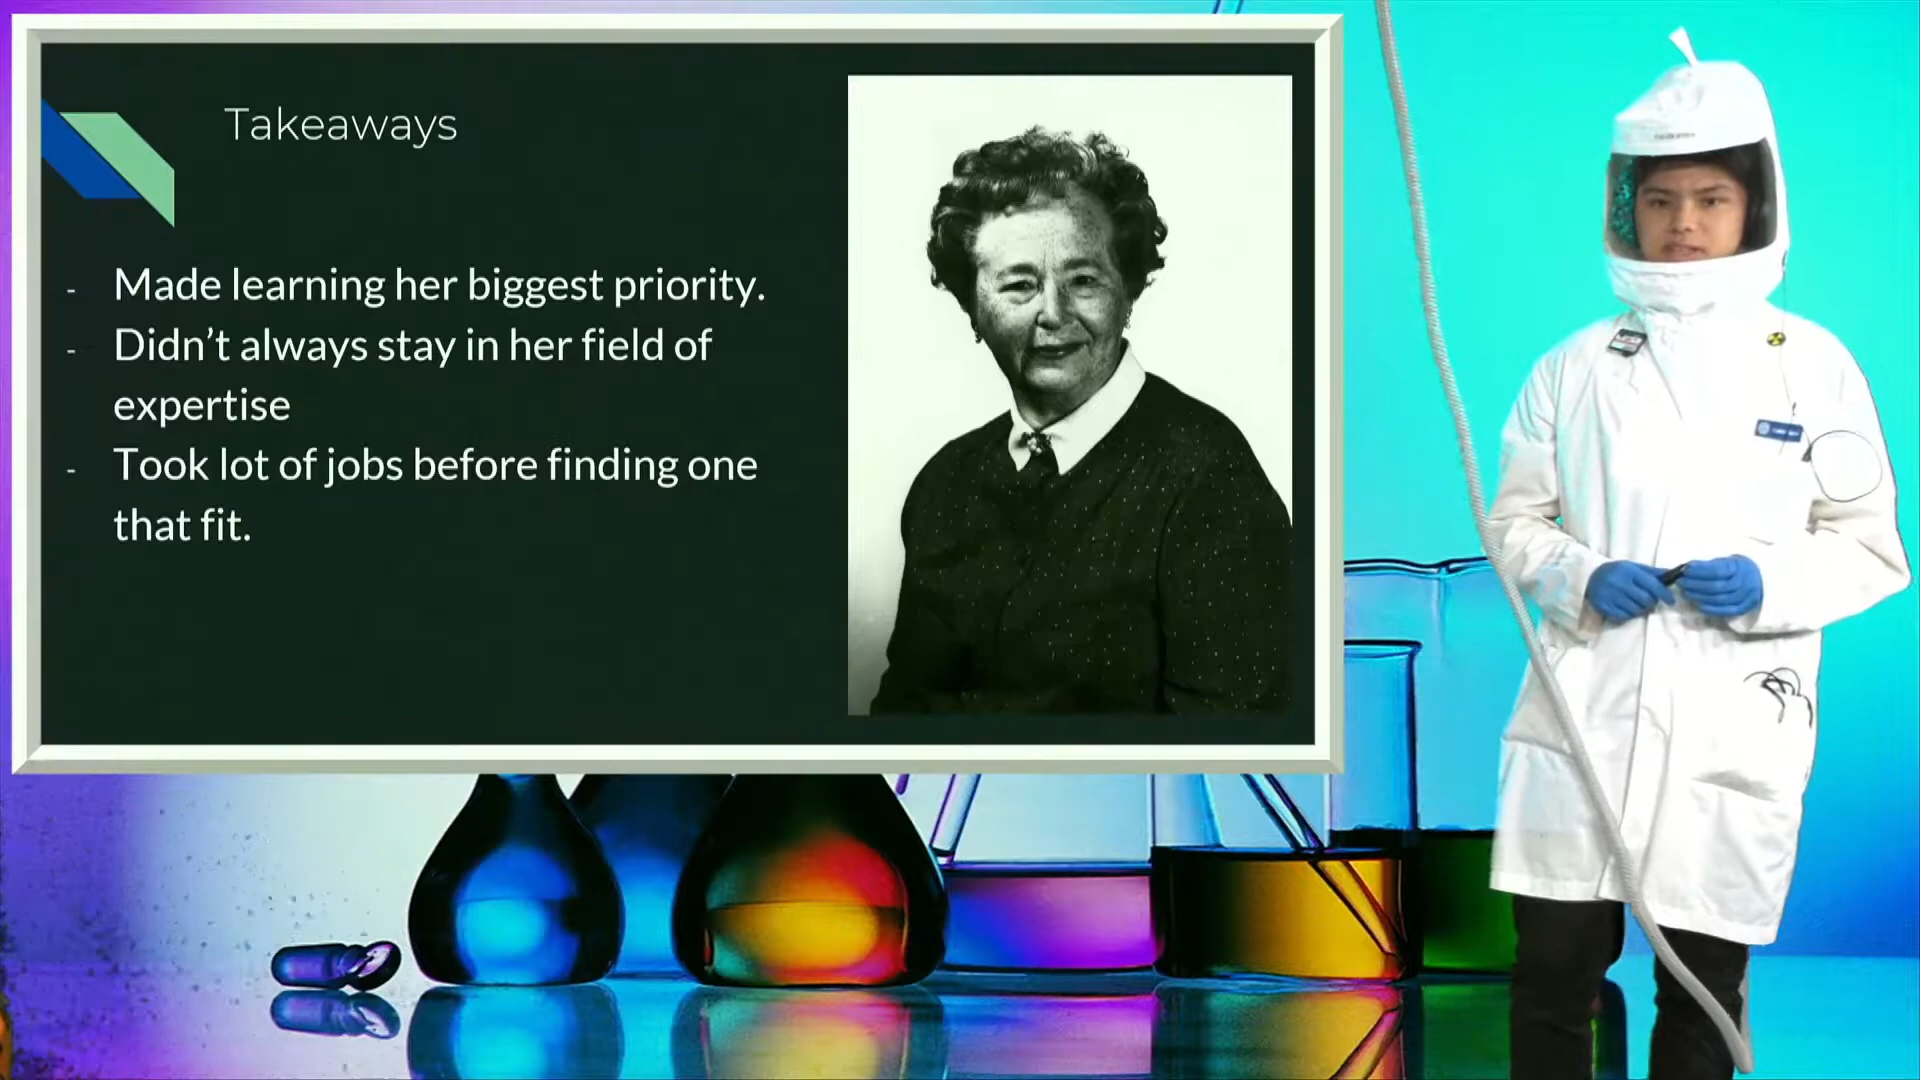 Takeaways
- Made learning her biggest priority.
- Didn't always stay in her field of
expertise
- Took lot of jobs before finding one
that fit.